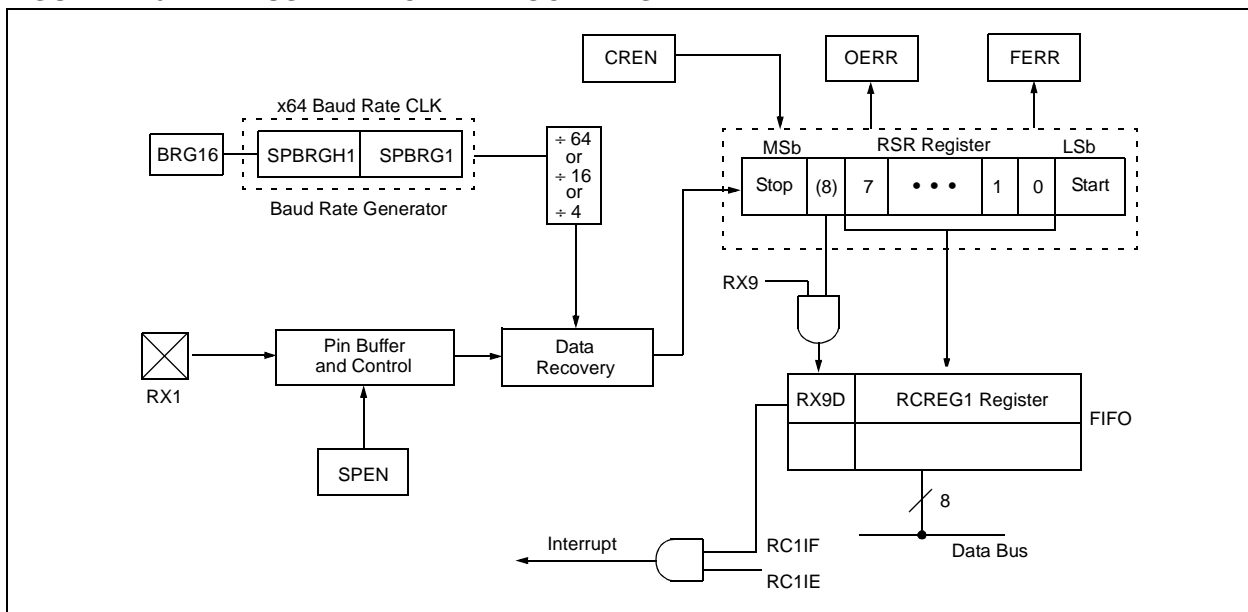 CREN
OERR
FERR
x64 Baud Rate CLK
BRG16
SPBRGH1
SPBRG1
Baud Rate Generator
÷ 64
or
÷ 16
or
÷ 4
MSb
RSR Register
LSb
Stop
(8)
7
• • •
1
0
Start
RX9
RX1
Pin Buffer
and Control
Data
Recovery
SPEN
RX9D
RCREG1 Register
FIFO
8
Data Bus
Interrupt
RC1IF
RC1IE